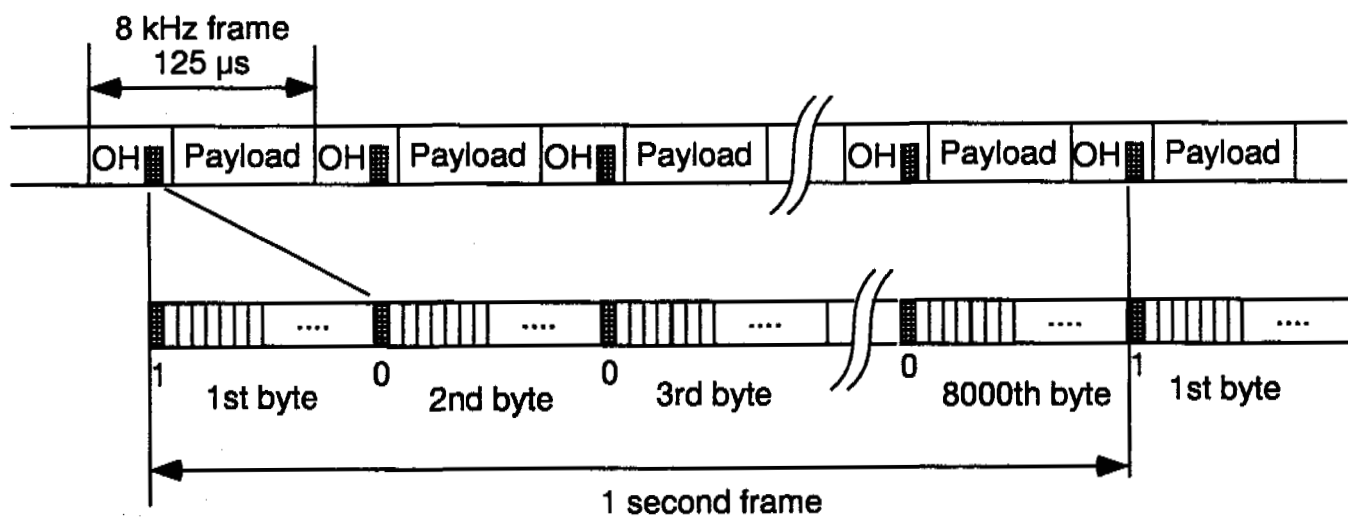 8 kHz frame
125 µs
OH Payload OH Payload OH Payload OH Payload OH Payload
.... .... .... .... ....
1 0 0 0 1
1st byte 2nd byte 3rd byte 8000th byte 1st byte
1 second frame